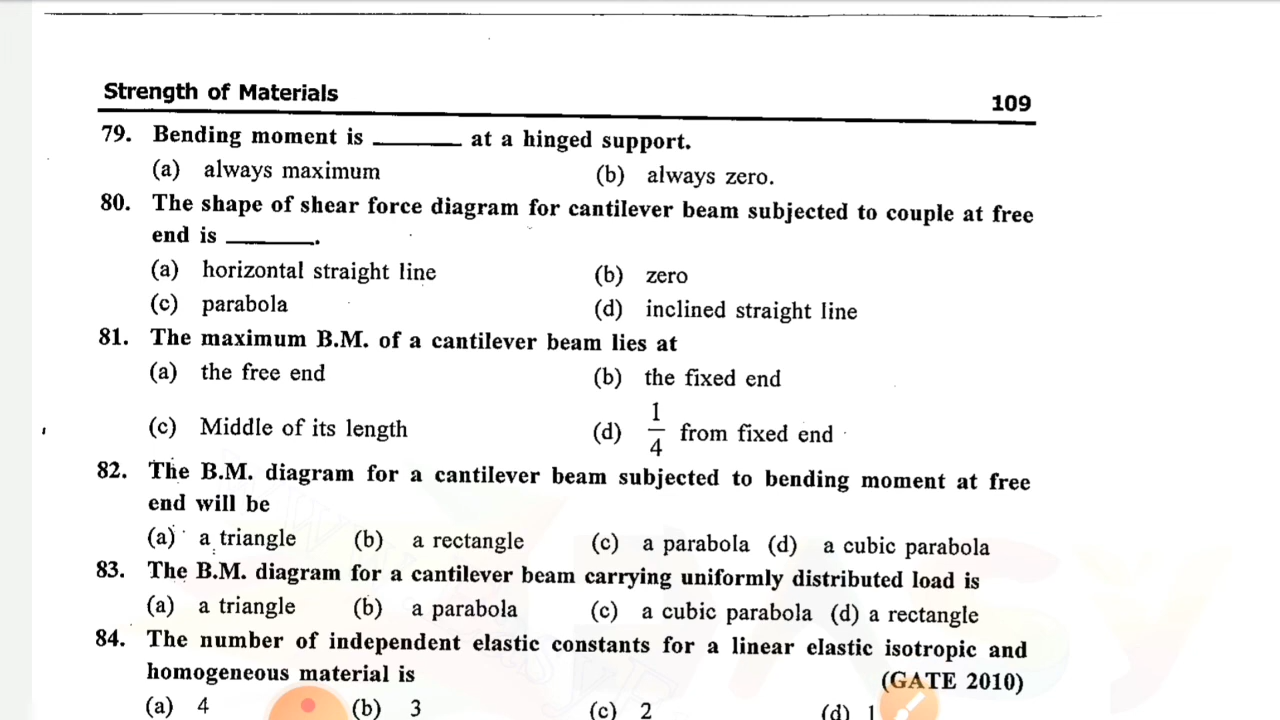 Strength of Materials 109
79. Bending moment is ________ at a hinged support.
(a) always maximum (b) always zero.
80. The shape of shear force diagram for cantilever beam subjected to couple at free
end is ________.
(a) horizontal straight line (b) zero
(c) parabola (d) inclined straight line
81. The maximum B.M. of a cantilever beam lies at
(a) the free end (b) the fixed end
(c) Middle of its length (d) 1/4 from fixed end
82. The B.M. diagram for a cantilever beam subjected to bending moment at free
end will be
(a) a triangle (b) a rectangle (c) a parabola (d) a cubic parabola
83. The B.M. diagram for a cantilever beam carrying uniformly distributed load is
(a) a triangle (b) a parabola (c) a cubic parabola (d) a rectangle
84. The number of independent elastic constants for a linear elastic isotropic and
homogeneous material is (GATE 2010)
(a) 4 (b) 3 (c) 2 (d) 1